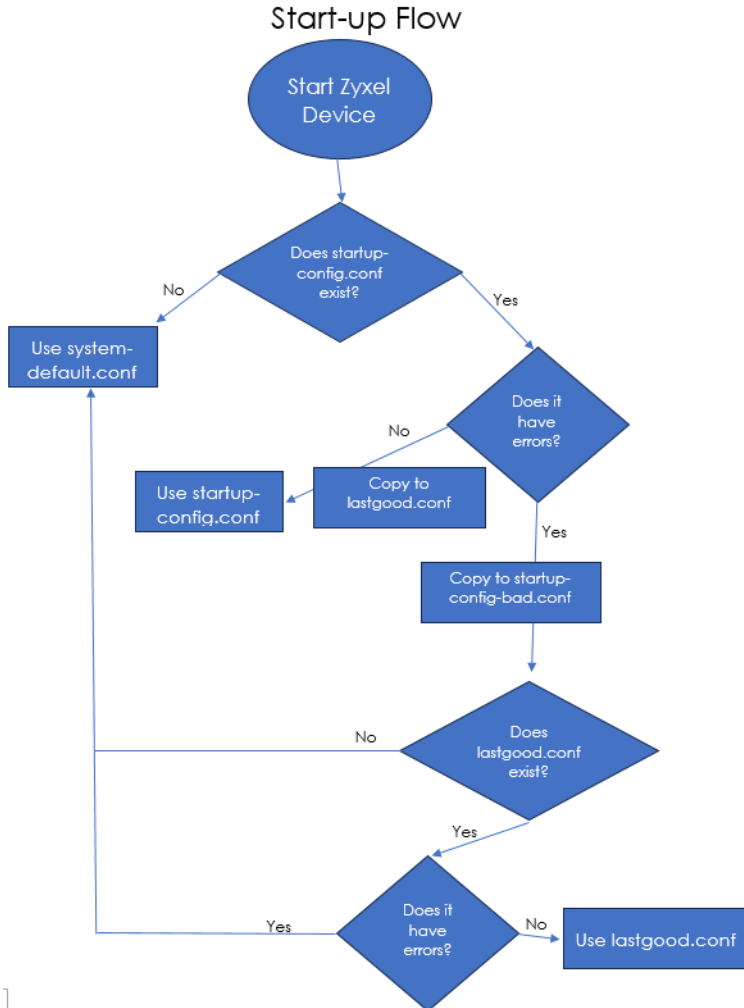 Start-up Flow
Start Zyxel
Device
Does startup-
config.conf
exist?
No
Yes
Use system-
default.conf
Does it
have
errors?
No
Copy to
lastgood.conf
Use startup-
config.conf
Yes
Copy to startup-
config-bad.conf
Does
lastgood.conf
exist?
No
Yes
Does it
have
errors?
Yes
No
Use lastgood.conf